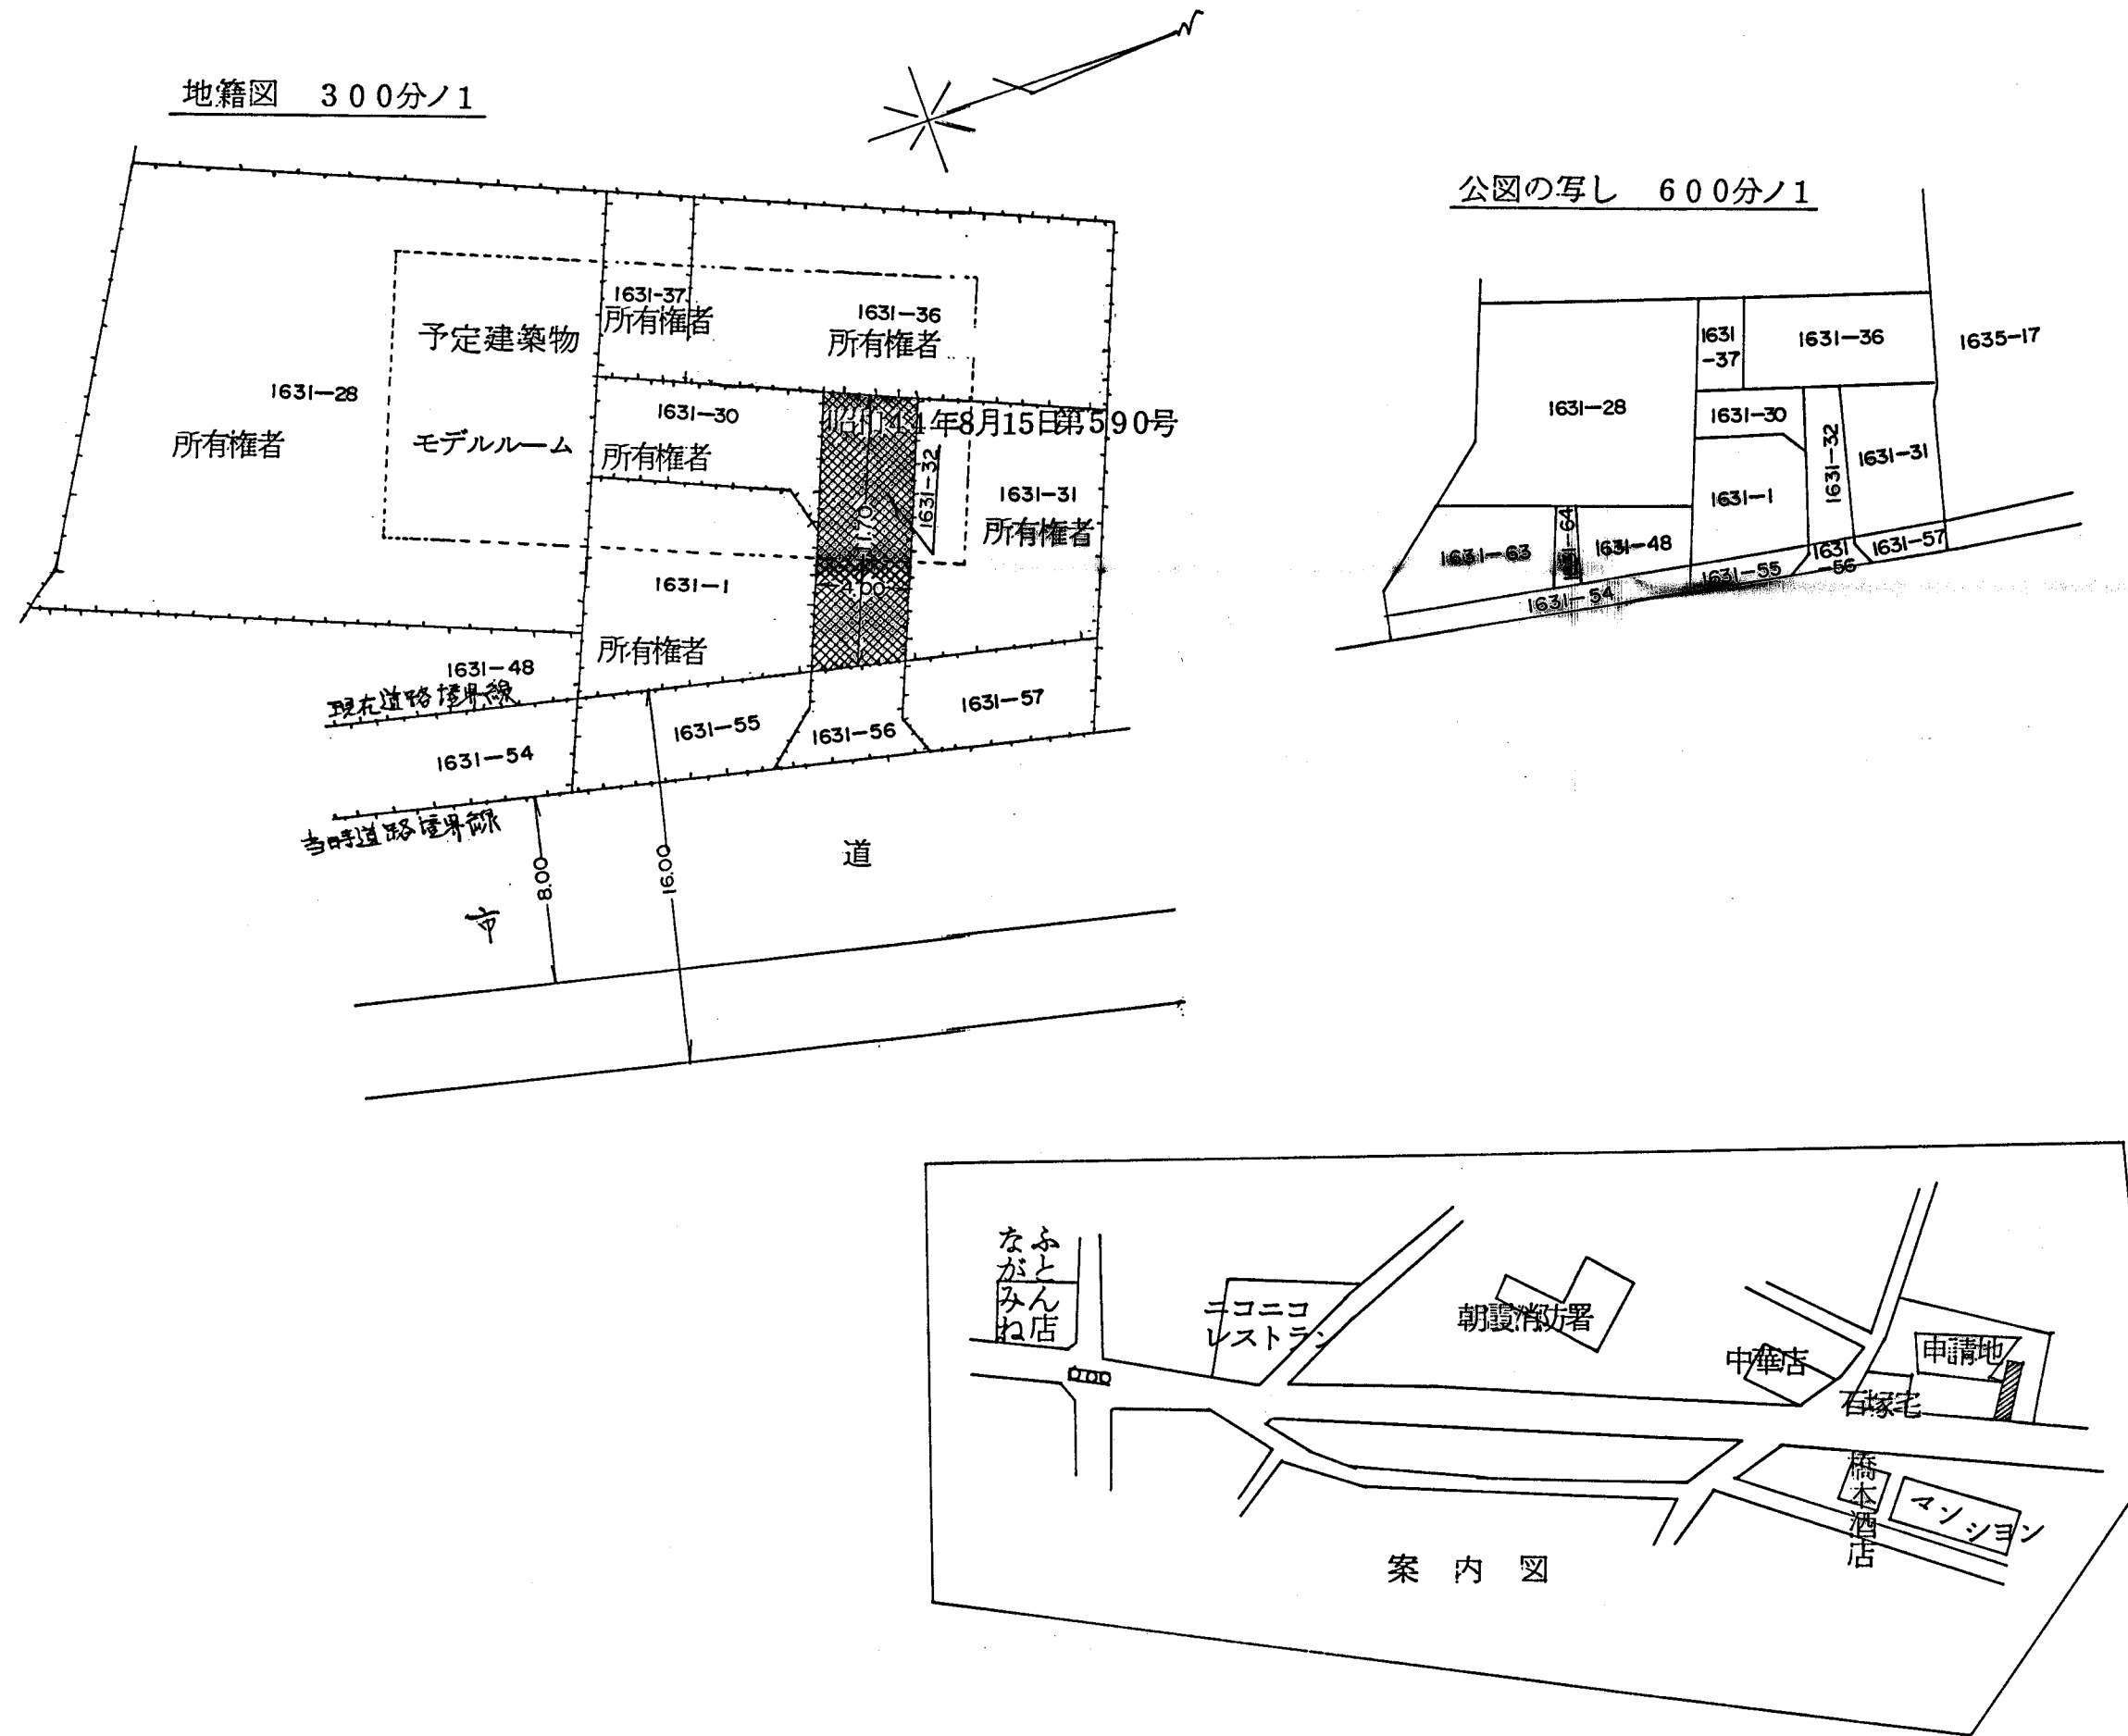 地籍図 300分ノ1
N
1631-37
所有権者
1631-36
所有権者
予定建築物
モデルルーム
1631-28
所有権者
1631-30
所有権者
昭和44年8月15日第590号
1631-32
1631-31
所有権者
4.00
1631-1
所有権者
1631-48
現在道路境界線
1631-54
1631-55
1631-56
1631-57
当時道路境界線
8.00
16.00
市
道
公図の写し 600分ノ1
1631
-37
1631-36
1635-17
1631-28
1631-30
1631-32
1631-31
1631-1
1631-63
1631-48
1631-54
1631-55
1631
-56
1631-57
ふとん店
ながみね
ニコニコ
レストラン
朝霞消防署
中華店
申請地
石塚宅
橋本酒店
マンション
案内図